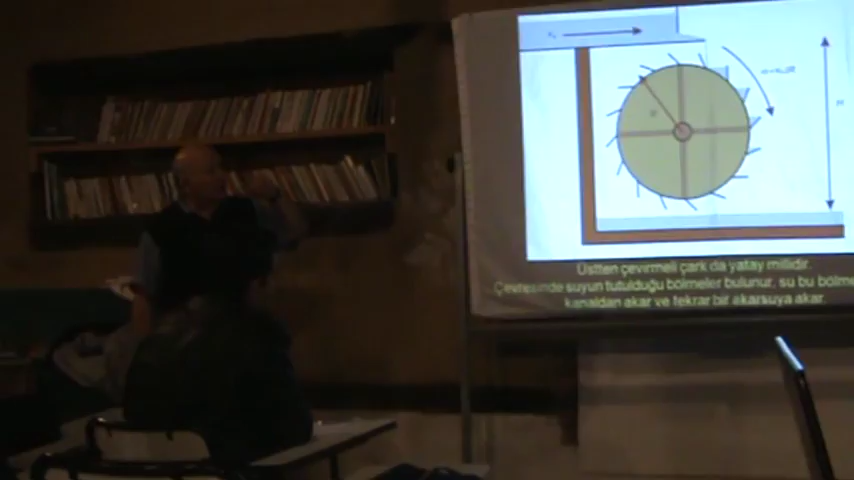 R
H
Üstten çevirmeli çark da yatay millidir.
Çevresinde suyun tutulduğu bölmeler bulunur, su bu bölme
kanaldan akar ve tekrar bir akarsuya akar.